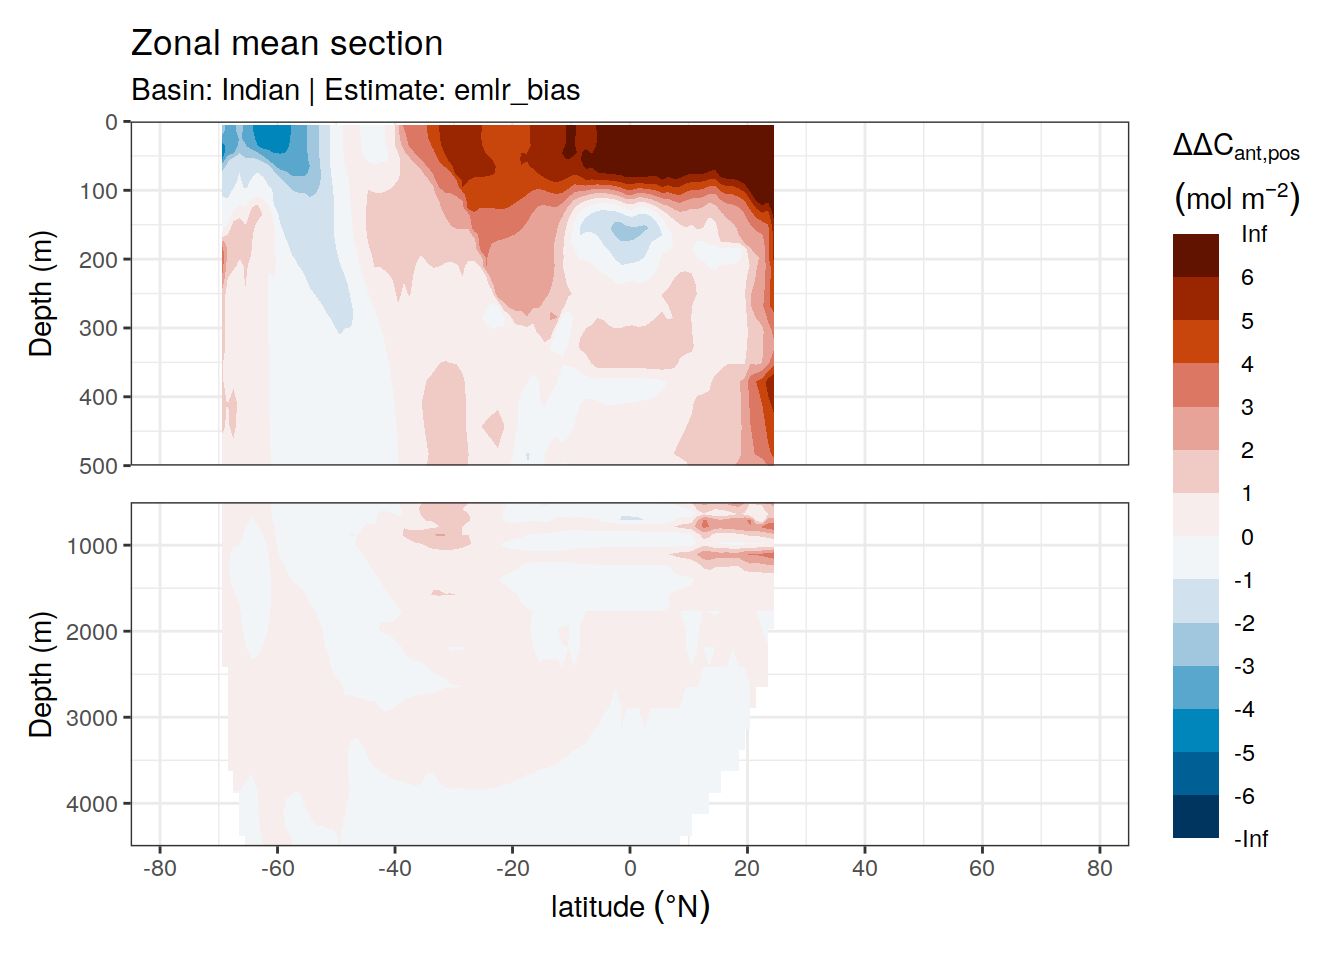 Zonal mean section
Basin: Indian | Estimate: emlr_bias
Depth (m)
0
100
200
300
400
500
Depth (m)
1000
2000
3000
4000
-80 -60 -40 -20 0 20 40 60 80
latitude (°N)
ΔΔCant,pos
(mol m−2)
Inf
6
5
4
3
2
1
0
-1
-2
-3
-4
-5
-6
-Inf